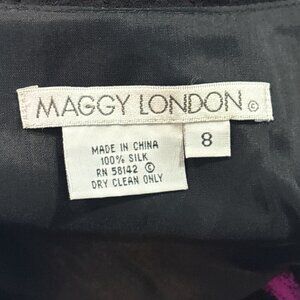 MAGGY LONDON ©
8
MADE IN CHINA
100% SILK
RN 58142 ©
DRY CLEAN ONLY